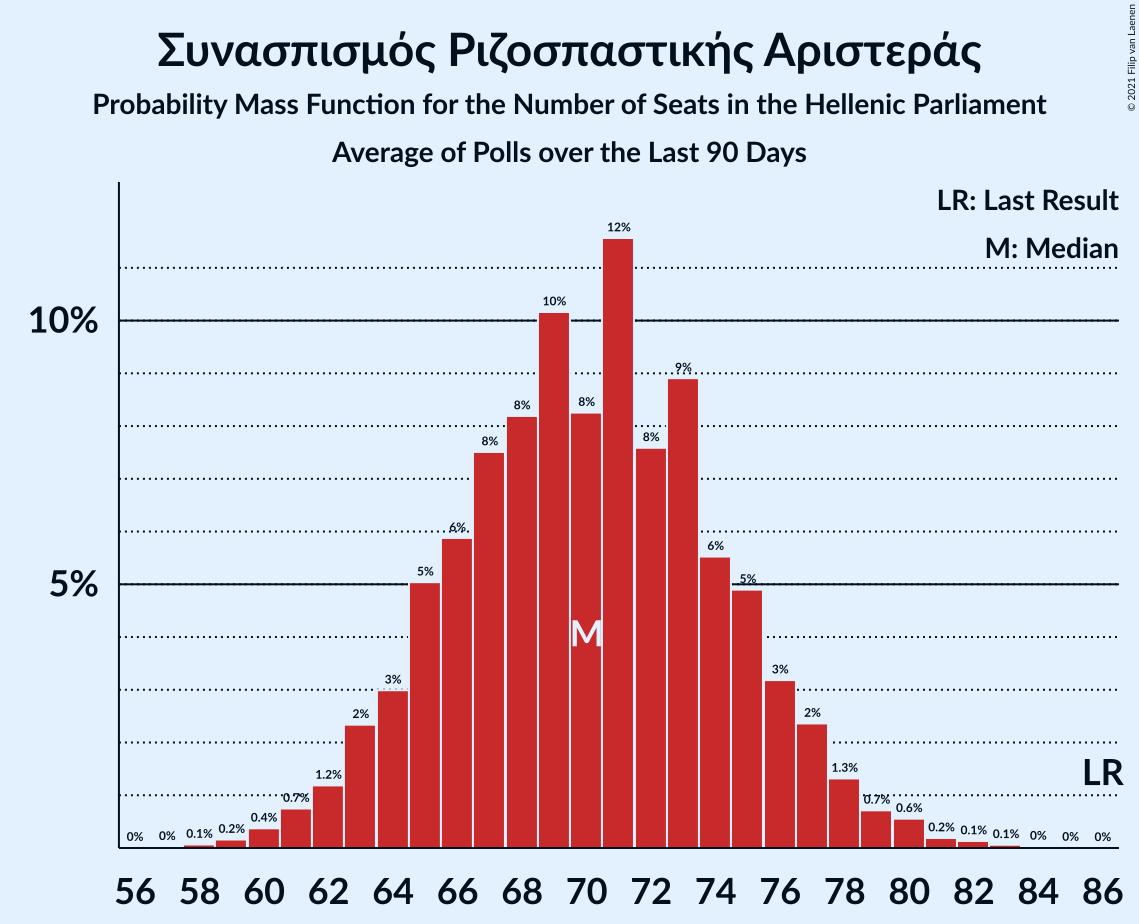 Συνασπισμός Ριζοσπαστικής Αριστεράς
Probability Mass Function for the Number of Seats in the Hellenic Parliament
Average of Polls over the Last 90 Days
© 2021 Filip van Laenen
LR: Last Result
M: Median
10%
5%
0% 0% 0.1% 0.2% 0.4% 0.7% 1.2% 2% 3% 5% 6% 8% 8% 10% 8% 12% 8% 9% 6% 5% 3% 2% 1.3% 0.7% 0.6% 0.2% 0.1% 0.1% 0% 0% 0%
M
LR
56 58 60 62 64 66 68 70 72 74 76 78 80 82 84 86